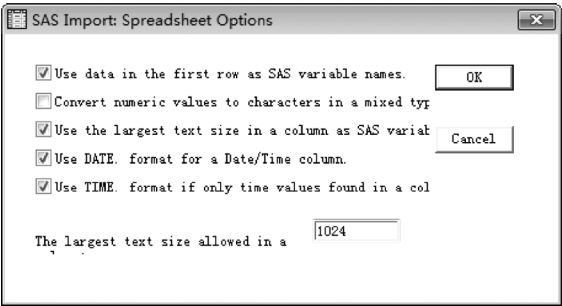 SAS Import: Spreadsheet Options
Use data in the first row as SAS variable names.
OK
Convert numeric values to characters in a mixed typ
Use the largest text size in a column as SAS variab
Cancel
Use DATE. format for a Date/Time column.
Use TIME. format if only time values found in a col
1024
The largest text size allowed in a